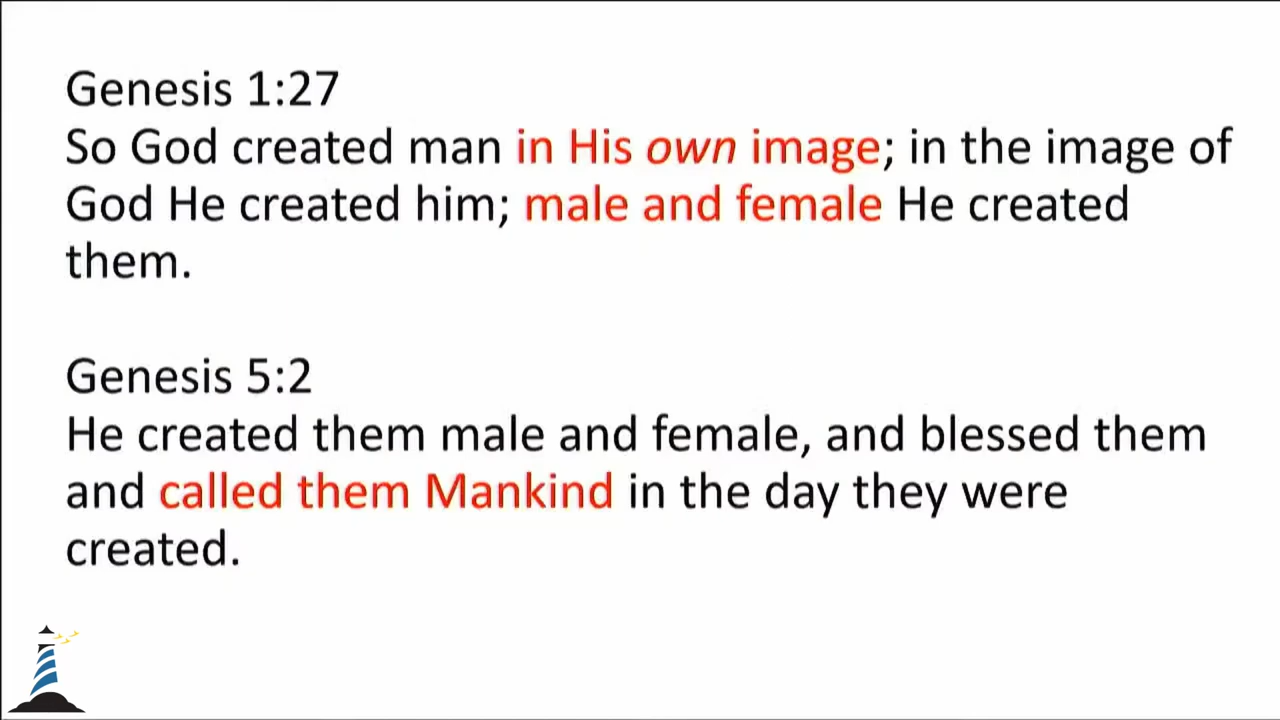 Genesis 1:27
So God created man in His own image; in the image of
God He created him; male and female He created
them.
Genesis 5:2
He created them male and female, and blessed them
and called them Mankind in the day they were
created.